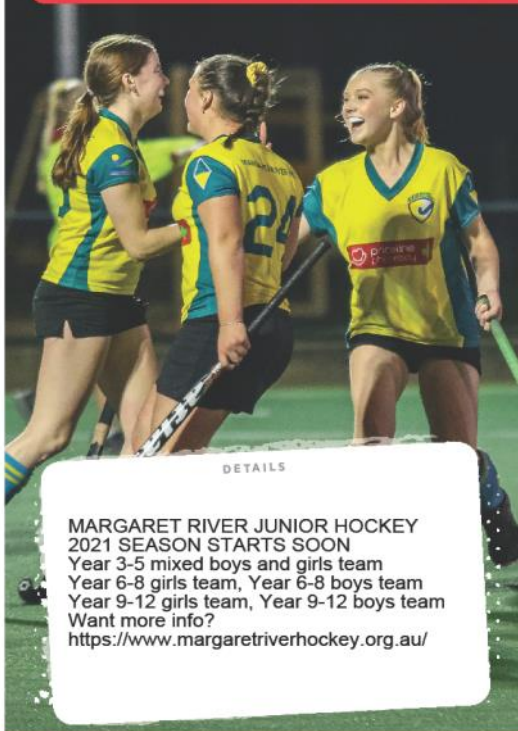 MARGARET RIVER H
24
DETAILS
MARGARET RIVER JUNIOR HOCKEY
2021 SEASON STARTS SOON
Year 3-5 mixed boys and girls team
Year 6-8 girls team, Year 6-8 boys team
Year 9-12 girls team, Year 9-12 boys team
Want more info?
https://www.margaretriverhockey.org.au/